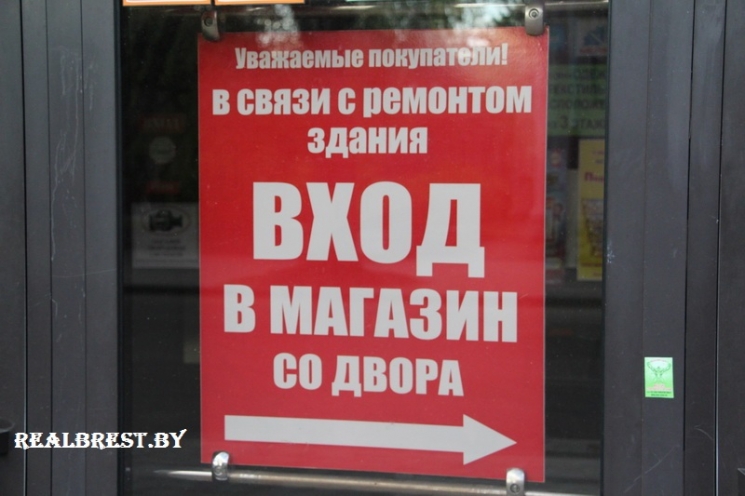 Уважаемые покупатели!
в связи с ремонтом
здания
ВХОД
В МАГАЗИН
СО ДВОРА
REALBREST.BY